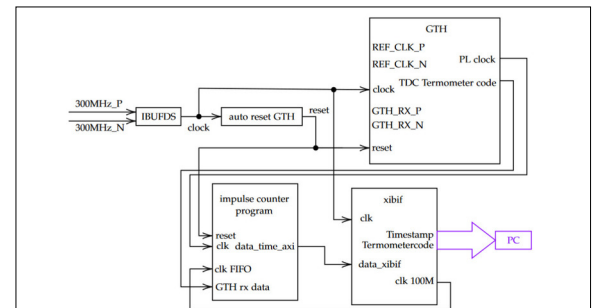 GTH
REF_CLK_P
REF_CLK_N
PL clock
TDC Termometer code
clock
GTH_RX_P
GTH_RX_N
reset
300MHz_P
300MHz_N
IBUFDS
clock
auto reset GTH
reset
impulse counter
program
reset
clk data_time_axi
clk FIFO
GTH rx data
xibif
clk
Timestamp
Termometercode
data_xibif
clk 100M
PC